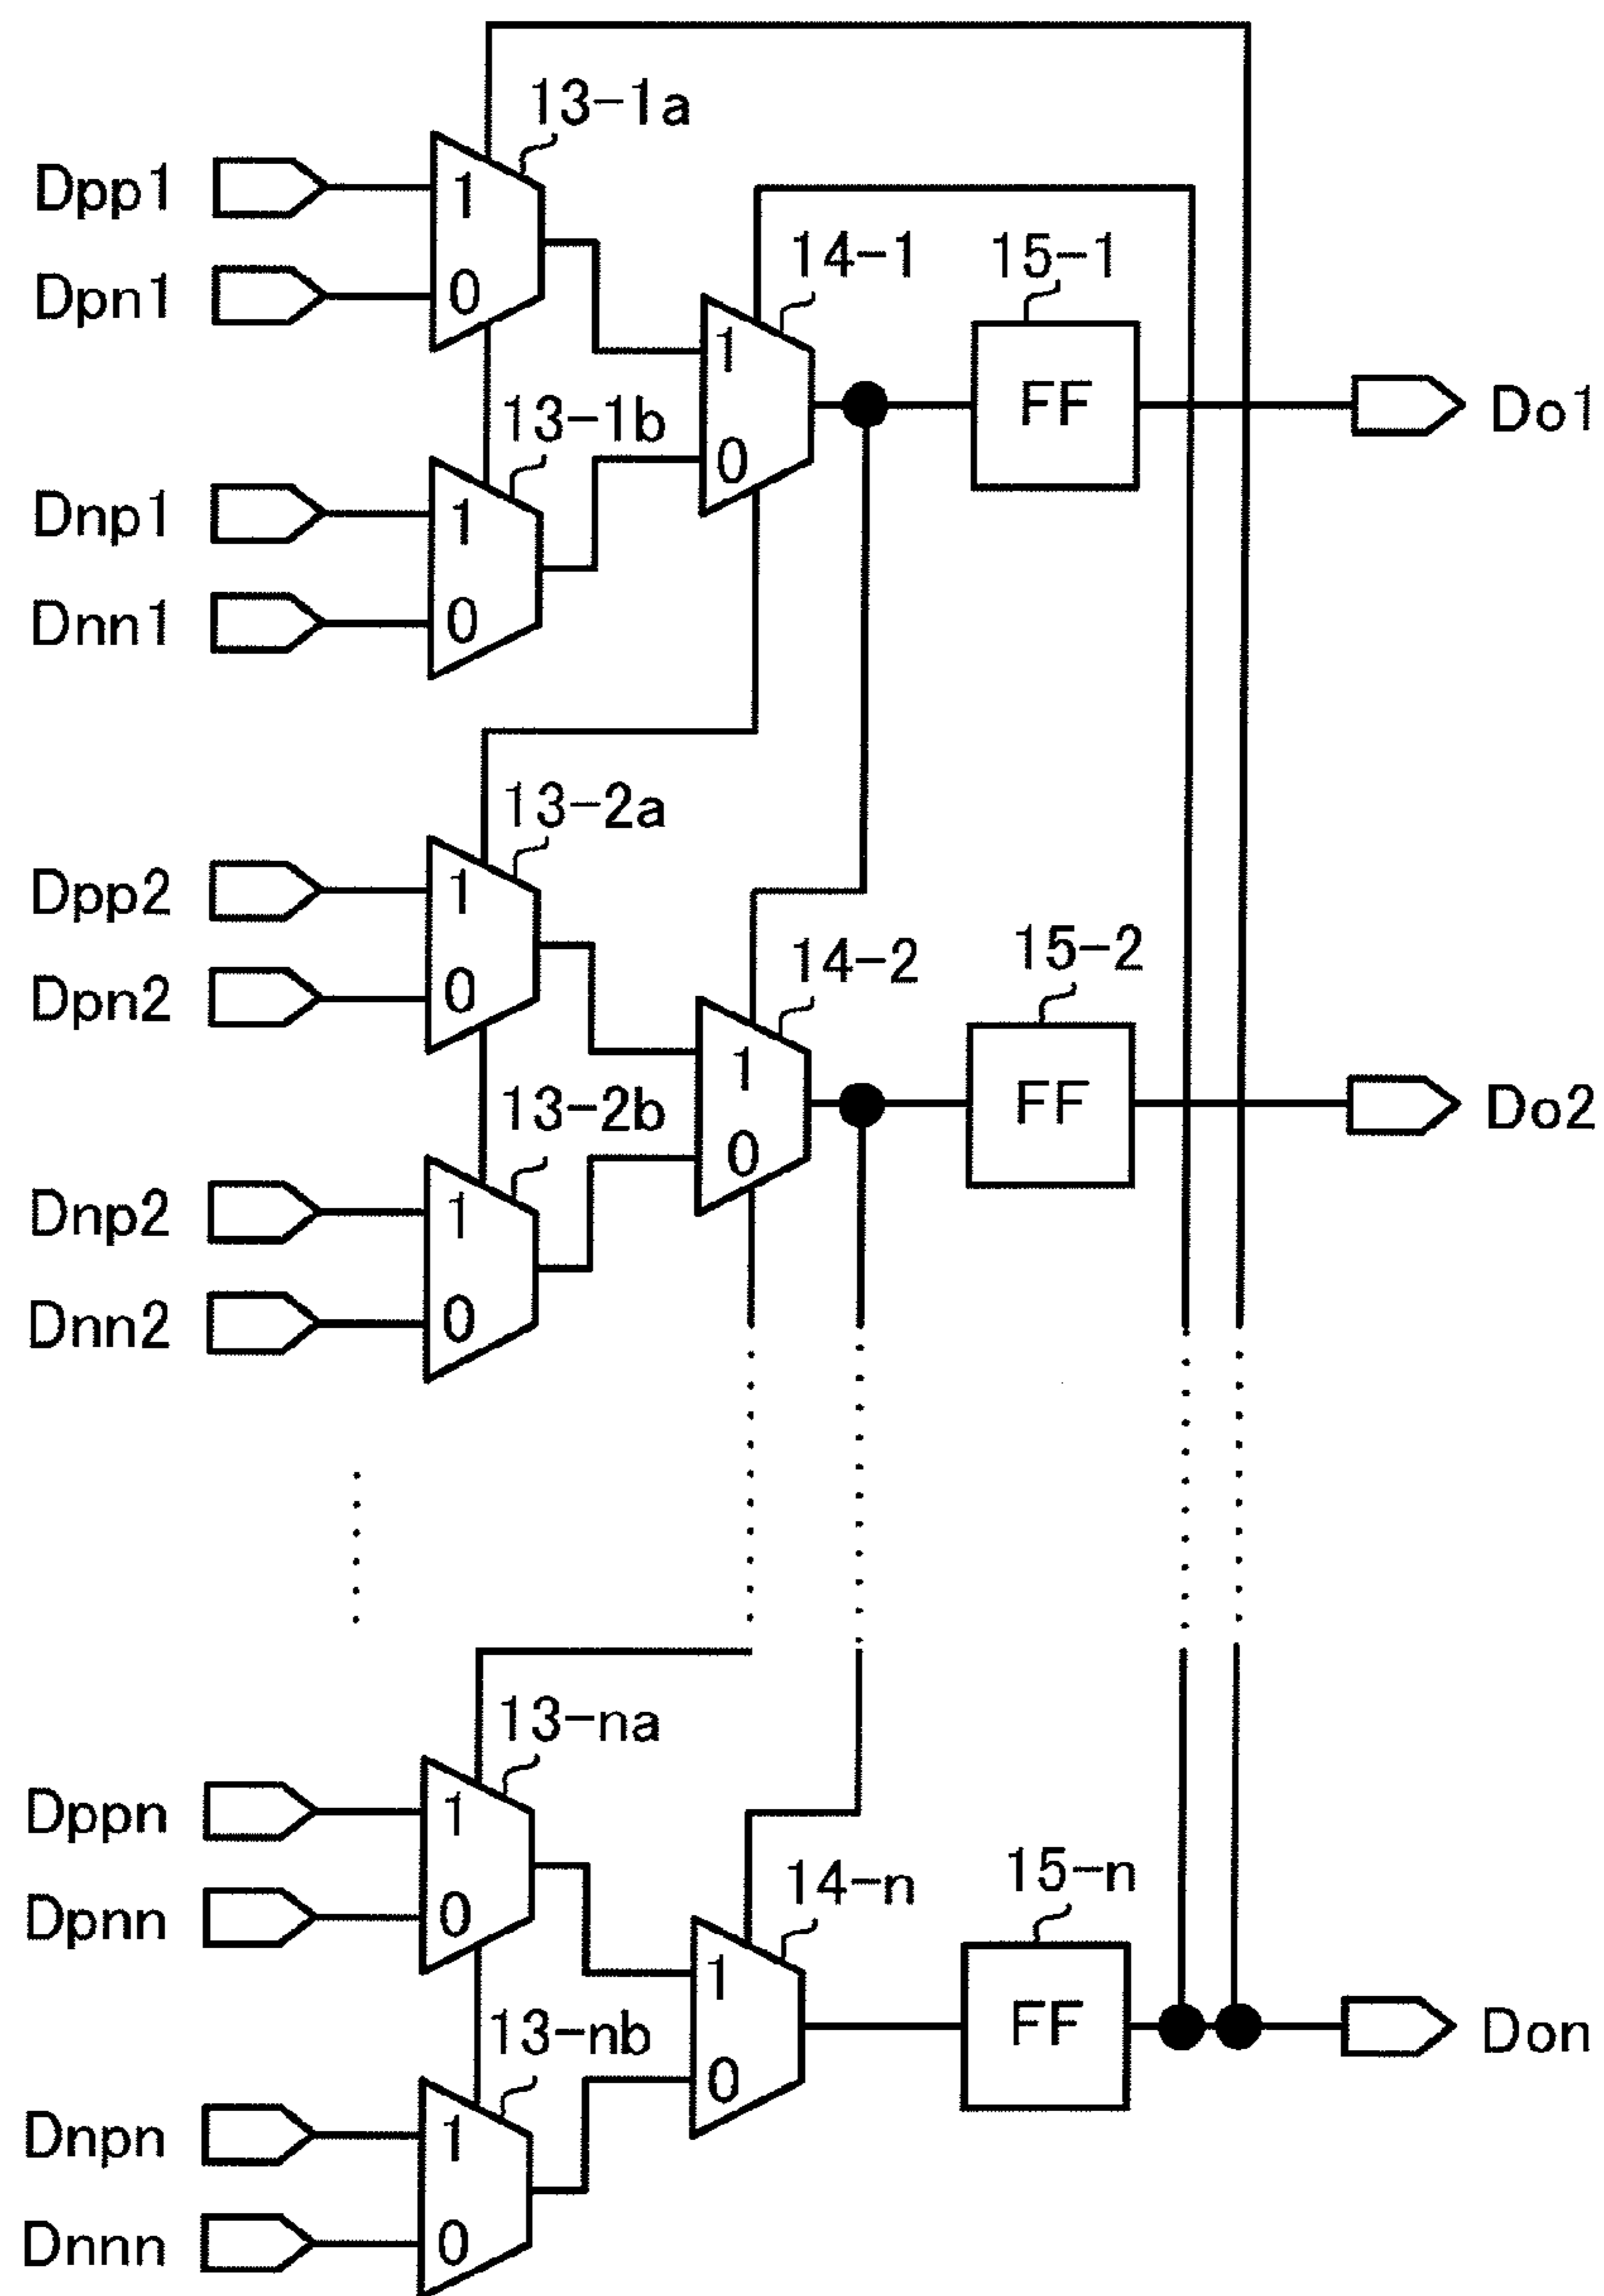 13-1a
Dpp1
1
Dpn1
0
14-1
15-1
1
FF
Do1
13-1b
0
Dnp1
1
Dnn1
0
13-2a
Dpp2
1
14-2
15-2
Dpn2
0
1
13-2b
FF
Do2
0
Dnp2
1
Dnn2
0
13-na
Dppn
1
14-n
15-n
Dpnn
0
1
13-nb
FF
Don
0
Dnpn
1
Dnnn
0